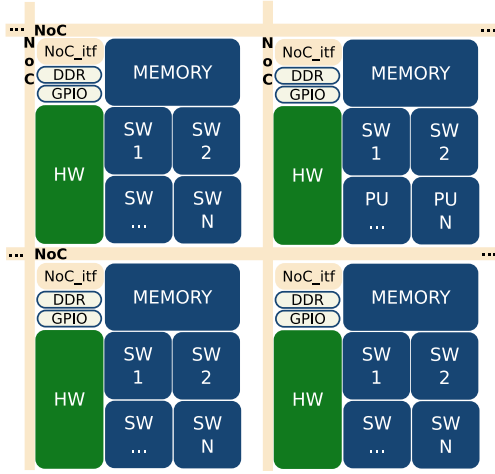 ... NoC ...
N
o
C
NoC_itf
DDR
GPIO
MEMORY
HW
SW
1
SW
2
SW
...
SW
N
N
o
C
NoC_itf
DDR
GPIO
MEMORY
HW
SW
1
SW
2
PU
...
PU
N
... NoC ...
NoC_itf
DDR
GPIO
MEMORY
HW
SW
1
SW
2
SW
...
SW
N
NoC_itf
DDR
GPIO
MEMORY
HW
SW
1
SW
2
SW
...
SW
N